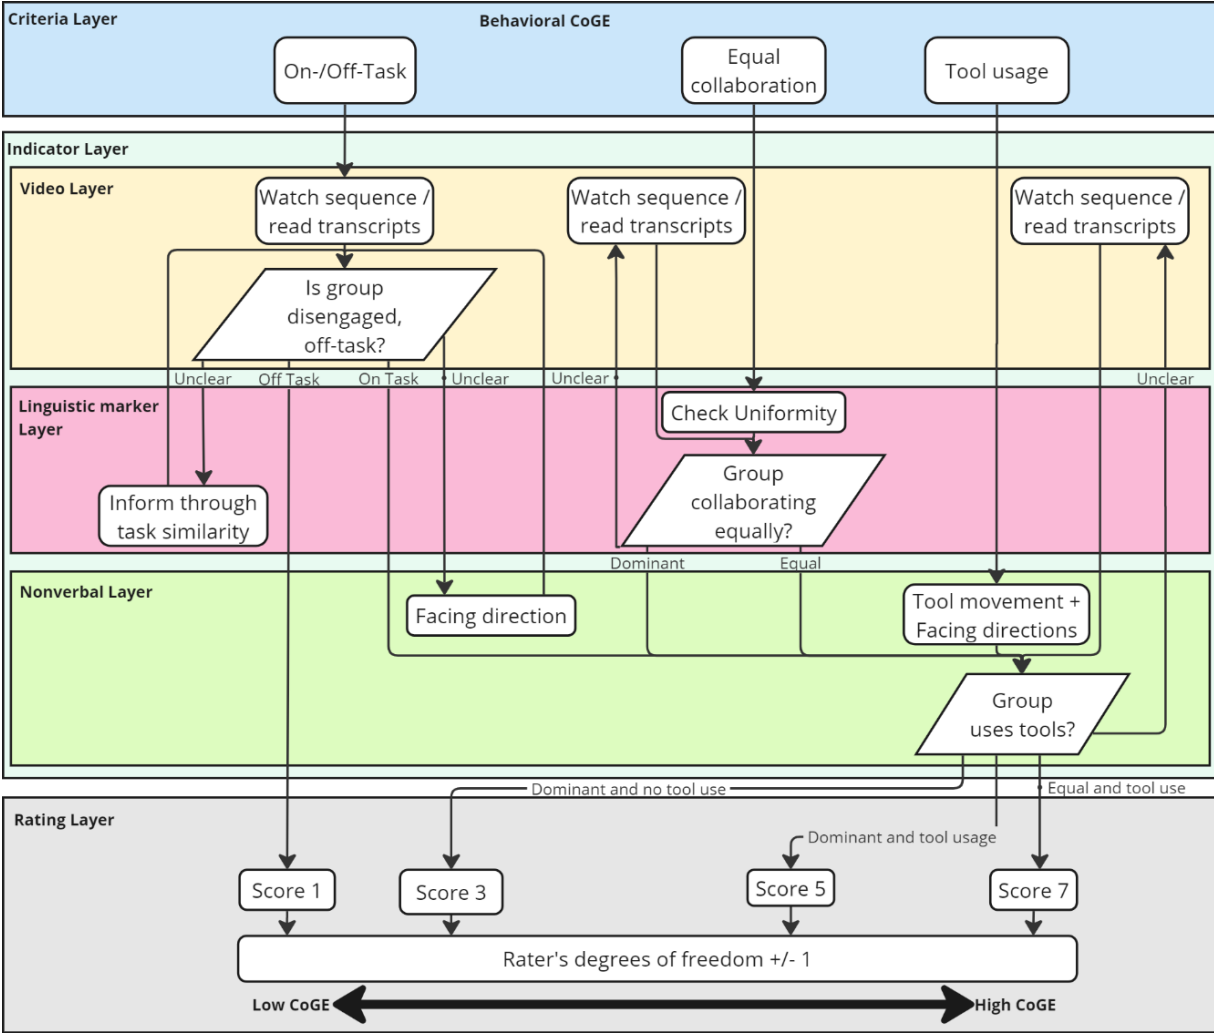 Criteria Layer
Behavioral CoGE
On-/Off-Task
Equal
collaboration
Tool usage
Indicator Layer
Video Layer
Watch sequence /
read transcripts
Watch sequence /
read transcripts
Watch sequence /
read transcripts
Is group
disengaged,
off-task?
Unclear
Off Task
On Task
Unclear
Unclear
Unclear
Linguistic marker
Layer
Check Uniformity
Group
collaborating
equally?
Inform through
task similarity
Dominant
Equal
Nonverbal Layer
Facing direction
Tool movement +
Facing directions
Group
uses tools?
Dominant and no tool use
Equal and tool use
Rating Layer
Dominant and tool usage
Score 1
Score 3
Score 5
Score 7
Rater's degrees of freedom +/- 1
Low CoGE
High CoGE